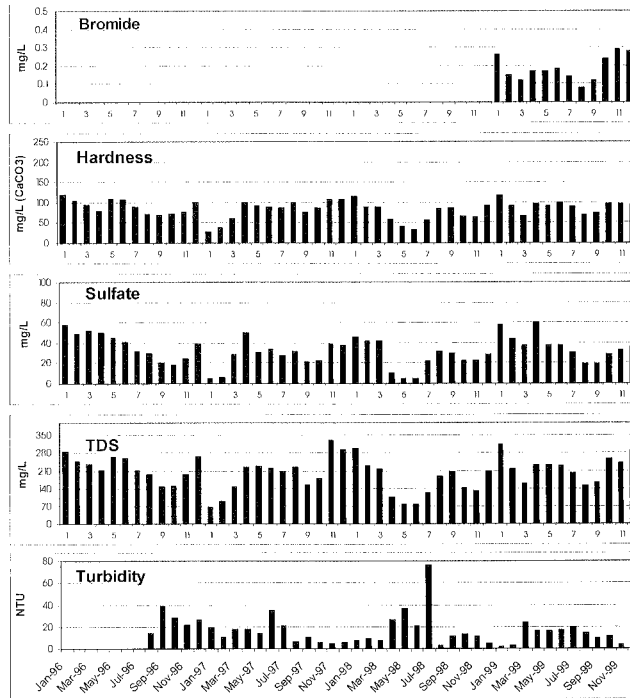 Bromide
mg/L
0.5
0.4
0.3
0.2
0.1
0
1 3 5 7 9 11 1 3 5 7 9 11 1 3 5 7 9 11 1 3 5 7 9 11
Hardness
mg/L (CaCO3)
250
200
150
100
50
0
1 3 5 7 9 11 1 3 5 7 9 11 1 3 5 7 9 11 1 3 5 7 9 11
Sulfate
mg/L
100
80
60
40
20
0
1 3 5 7 9 11 1 3 5 7 9 11 1 3 5 7 9 11 1 3 5 7 9 11
TDS
mg/L
350
280
210
140
70
0
1 3 5 7 9 11 1 3 5 7 9 11 1 3 5 7 9 11 1 3 5 7 9 11
Turbidity
NTU
80
60
40
20
0
Jan-96 Mar-96 May-96 Jul-96 Sep-96 Nov-96 Jan-97 Mar-97 May-97 Jul-97 Sep-97 Nov-97 Jan-98 Mar-98 May-98 Jul-98 Sep-98 Nov-98 Jan-99 Mar-99 May-99 Jul-99 Sep-99 Nov-99